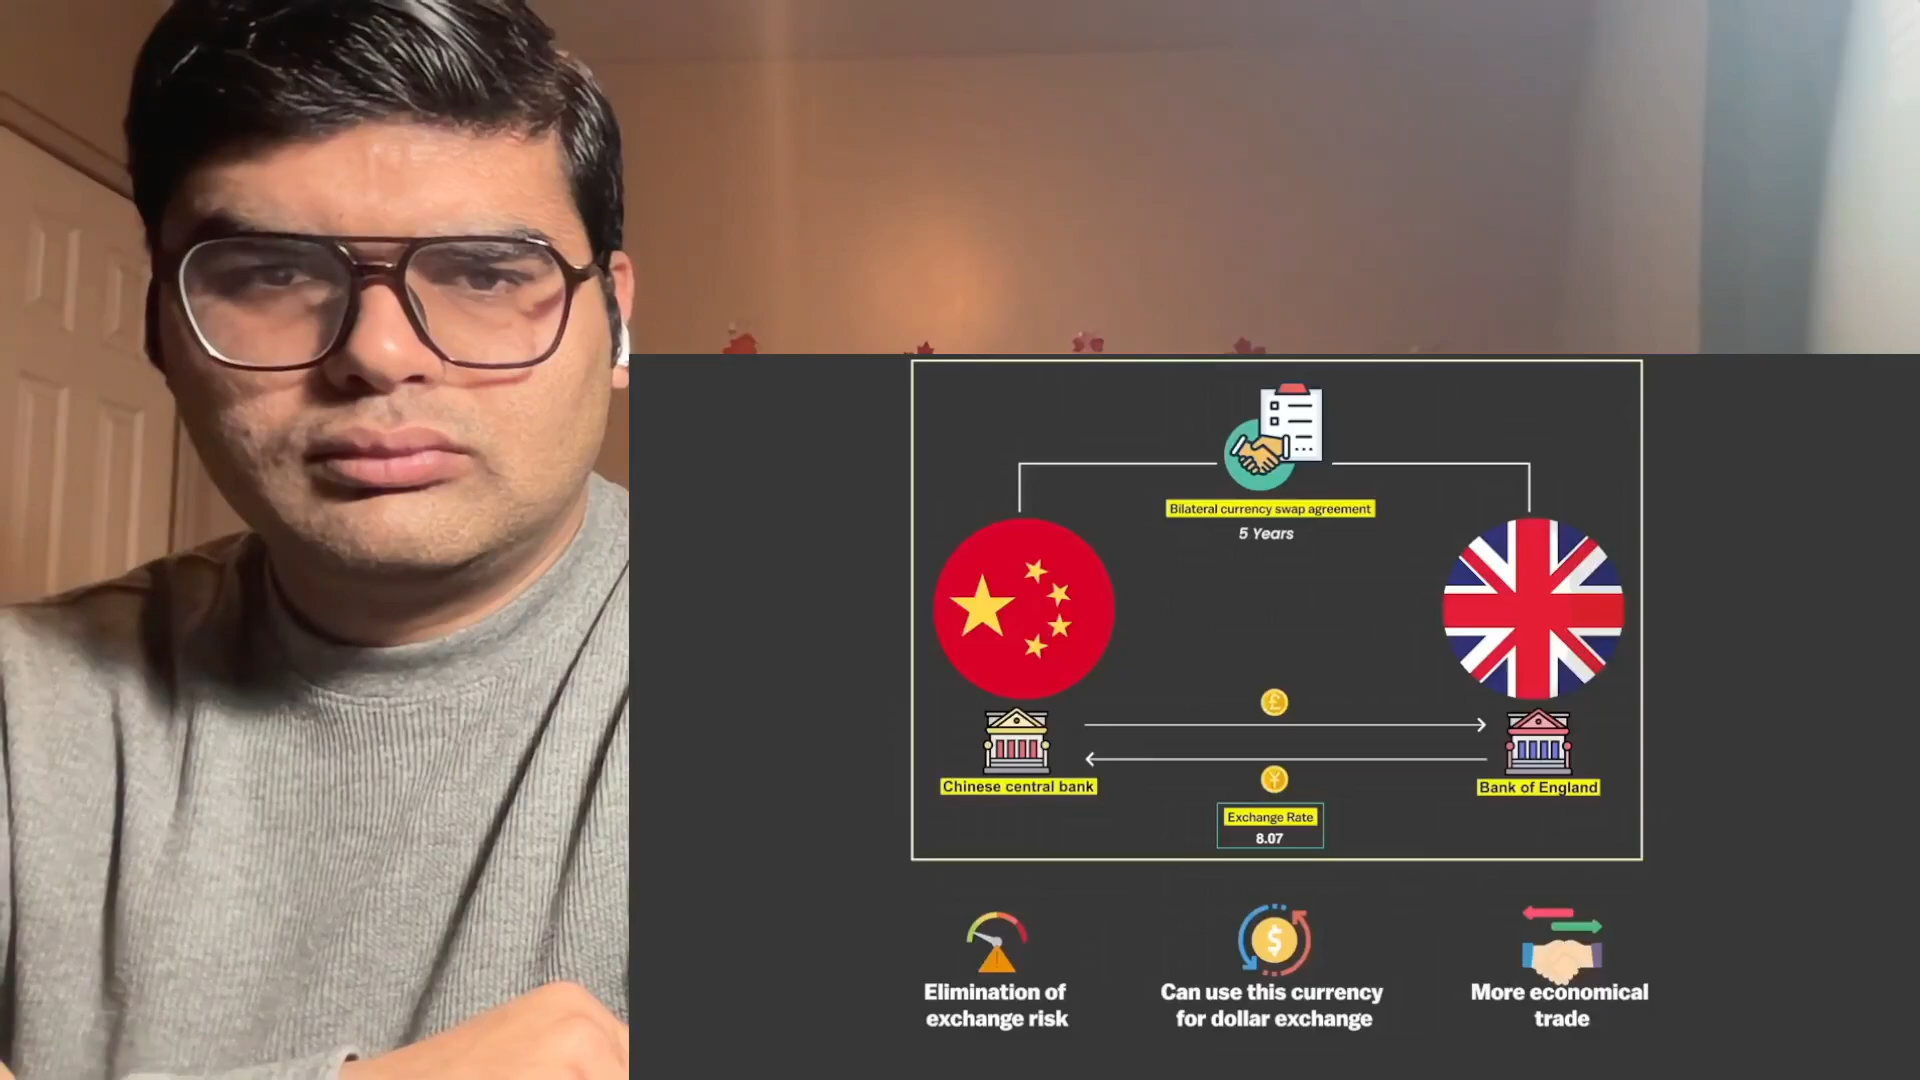 Bilateral currency swap agreement
5 Years
£
¥
Chinese central bank
Bank of England
Exchange Rate
8.07
$
Elimination of
exchange risk
Can use this currency
for dollar exchange
More economical
trade